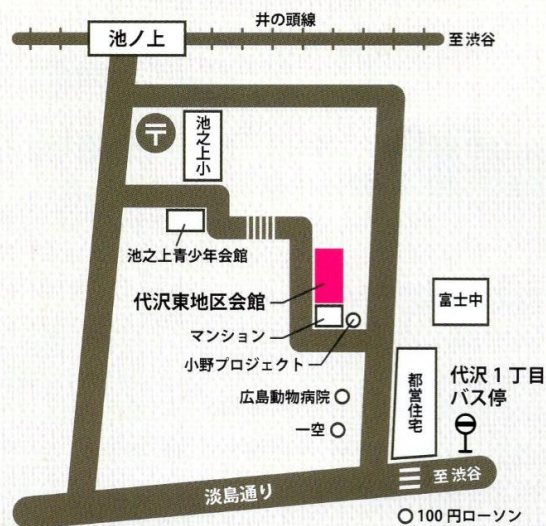 井の頭線
池ノ上
至渋谷
〒
池之上小
池之上青少年会館
代沢東地区会館
富士中
マンション
小野プロジェクト
都営住宅
代沢1丁目
バス停
広島動物病院
一空
至渋谷
淡島通り
100円ローソン